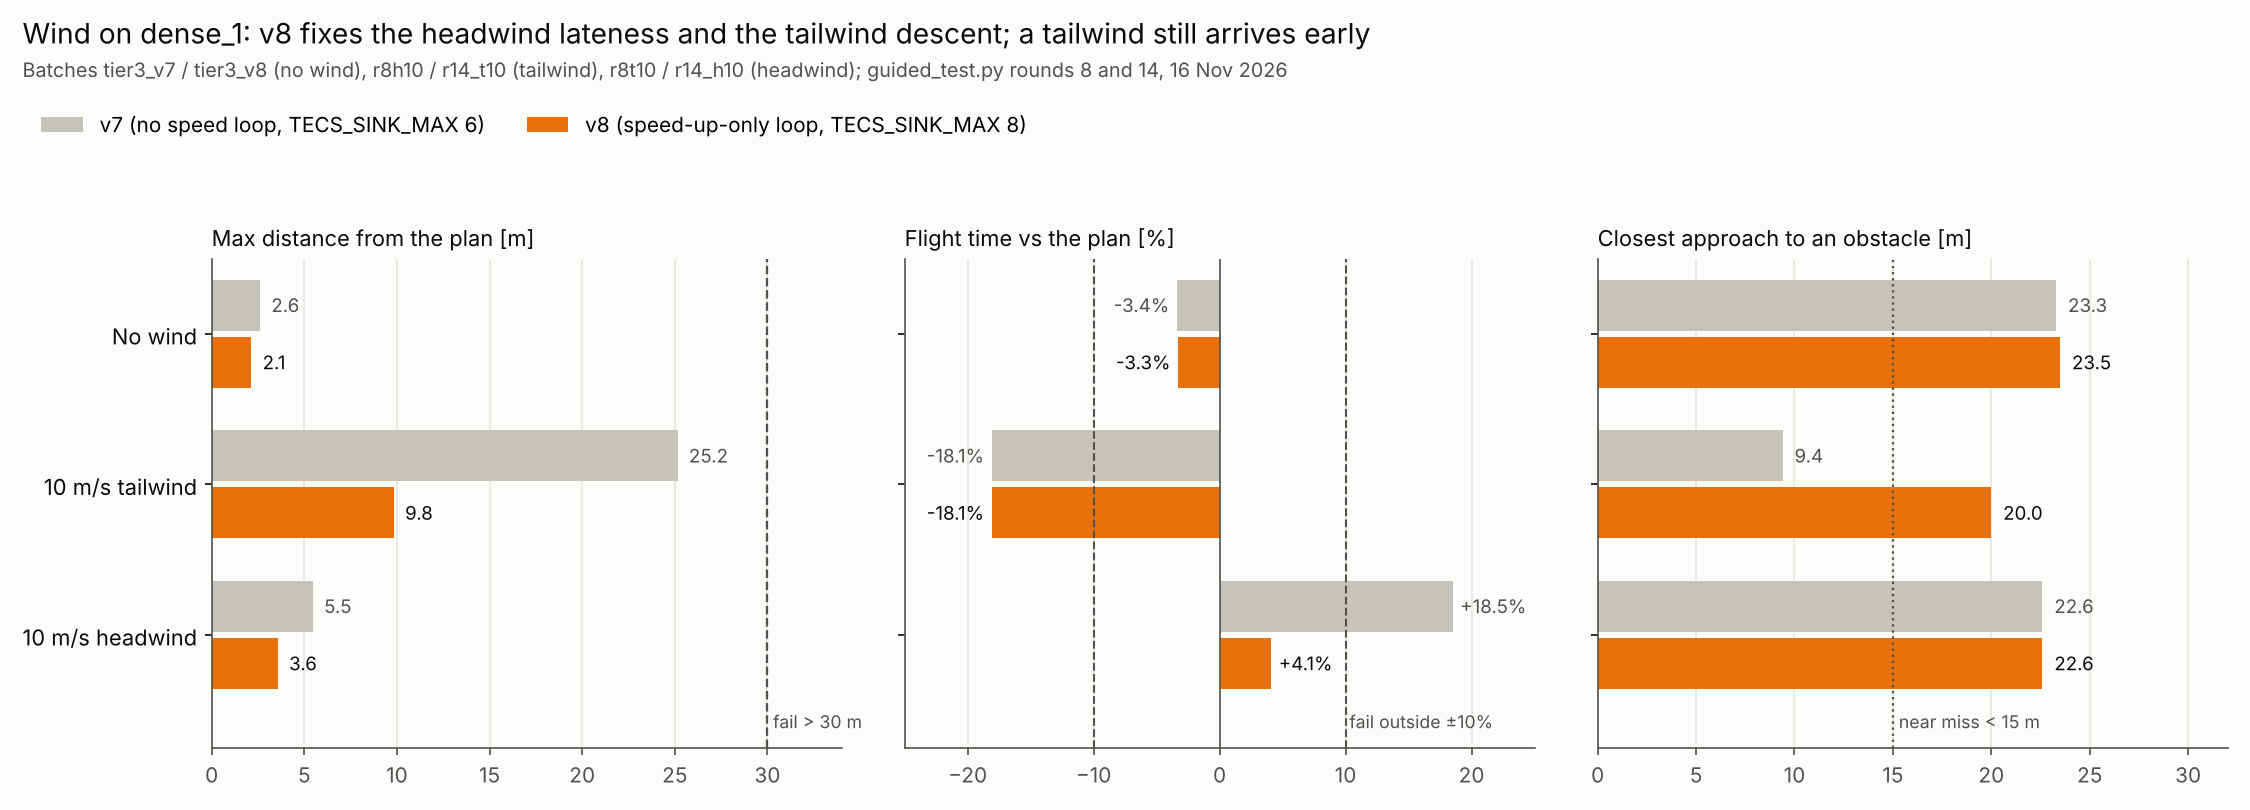 Wind on dense_1: v8 fixes the headwind lateness and the tailwind descent; a tailwind still arrives early
Batches tier3_v7 / tier3_v8 (no wind), r8h10 / r14_t10 (tailwind), r8t10 / r14_h10 (headwind); guided_test.py rounds 8 and 14, 16 Nov 2026
v7 (no speed loop, TECS_SINK_MAX 6)
v8 (speed-up-only loop, TECS_SINK_MAX 8)
Max distance from the plan [m]
No wind
2.6
2.1
10 m/s tailwind
25.2
9.8
10 m/s headwind
5.5
3.6
fail > 30 m
0 5 10 15 20 25 30
Flight time vs the plan [%]
-3.4%
-3.3%
-18.1%
-18.1%
+18.5%
+4.1%
fail outside ±10%
−20 −10 0 10 20
Closest approach to an obstacle [m]
23.3
23.5
9.4
20.0
22.6
22.6
near miss < 15 m
0 5 10 15 20 25 30